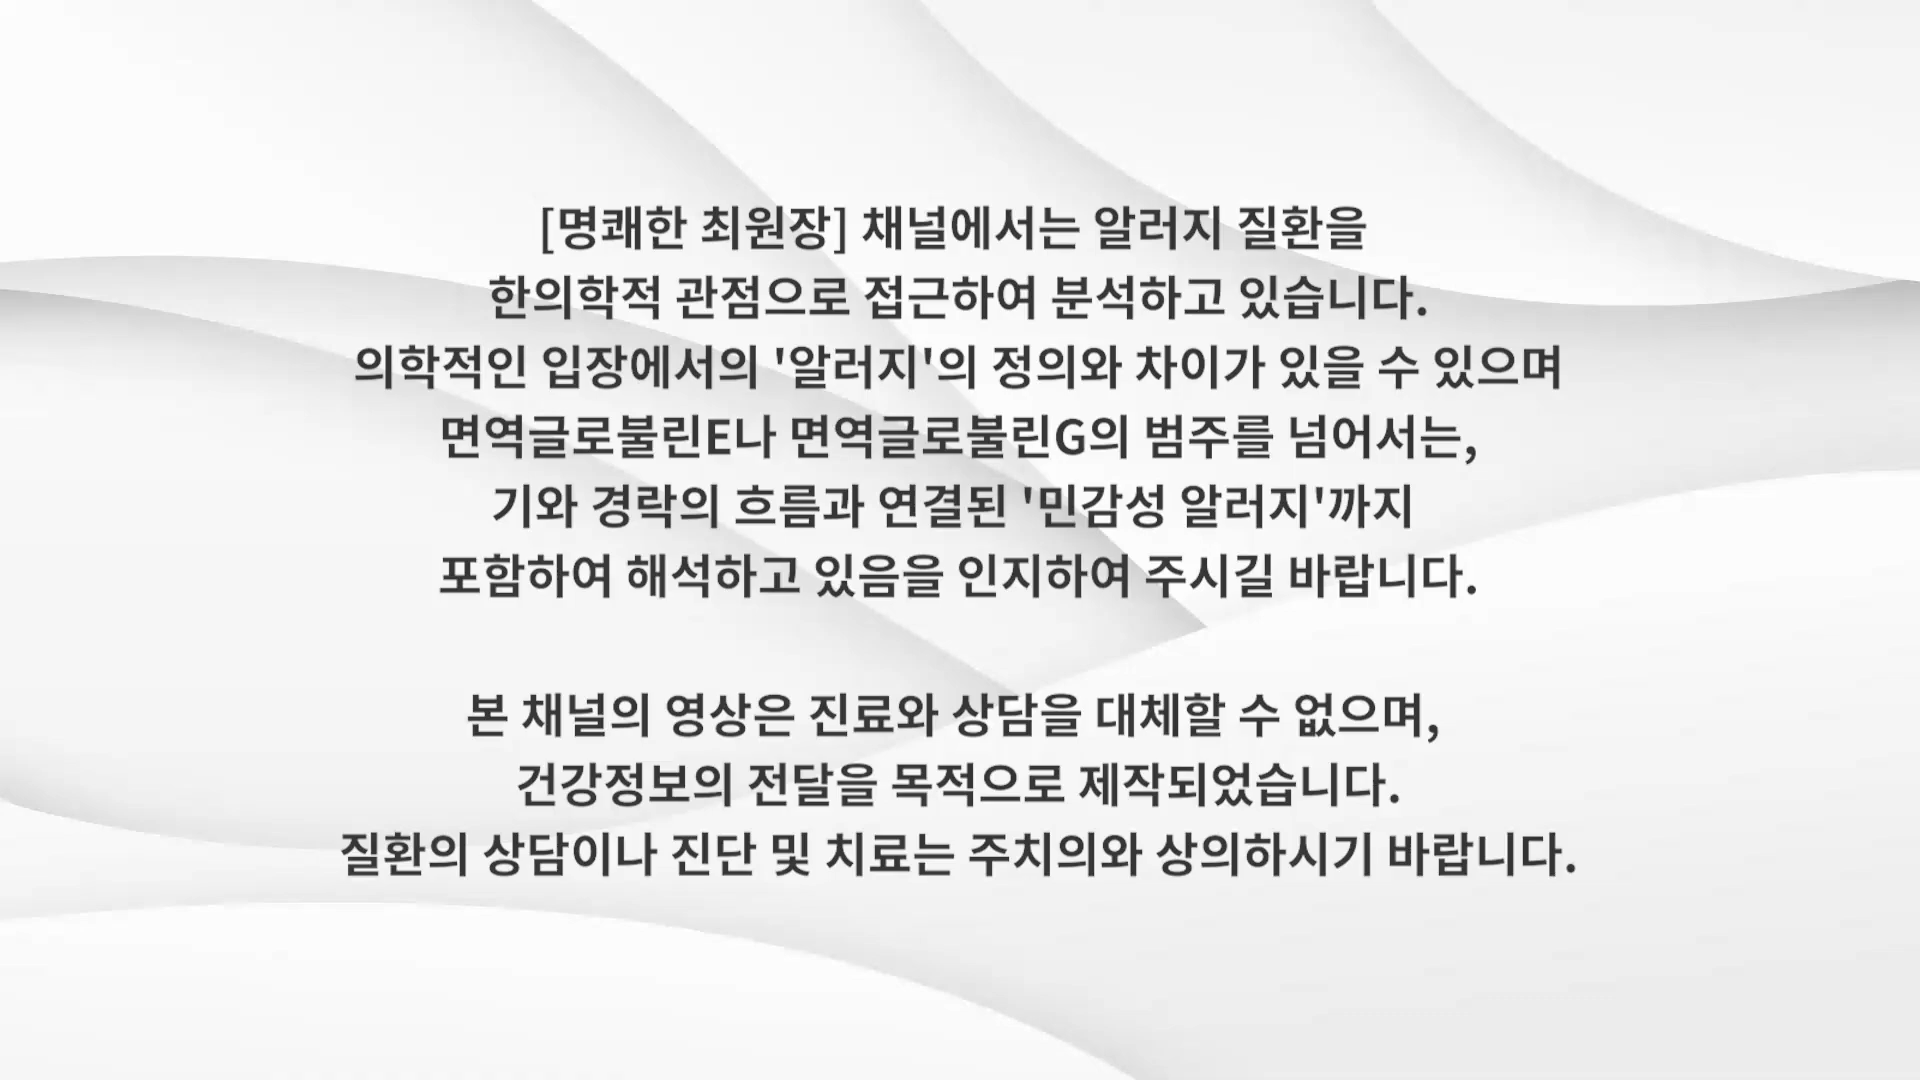 [명쾌한 최원장] 채널에서는 알러지 질환을
한의학적 관점으로 접근하여 분석하고 있습니다.
의학적인 입장에서의 '알러지'의 정의와 차이가 있을 수 있으며
면역글로불린E나 면역글로불린G의 범주를 넘어서는,
기와 경락의 흐름과 연결된 '민감성 알러지'까지
포함하여 해석하고 있음을 인지하여 주시길 바랍니다.
본 채널의 영상은 진료와 상담을 대체할 수 없으며,
건강정보의 전달을 목적으로 제작되었습니다.
질환의 상담이나 진단 및 치료는 주치의와 상의하시기 바랍니다.